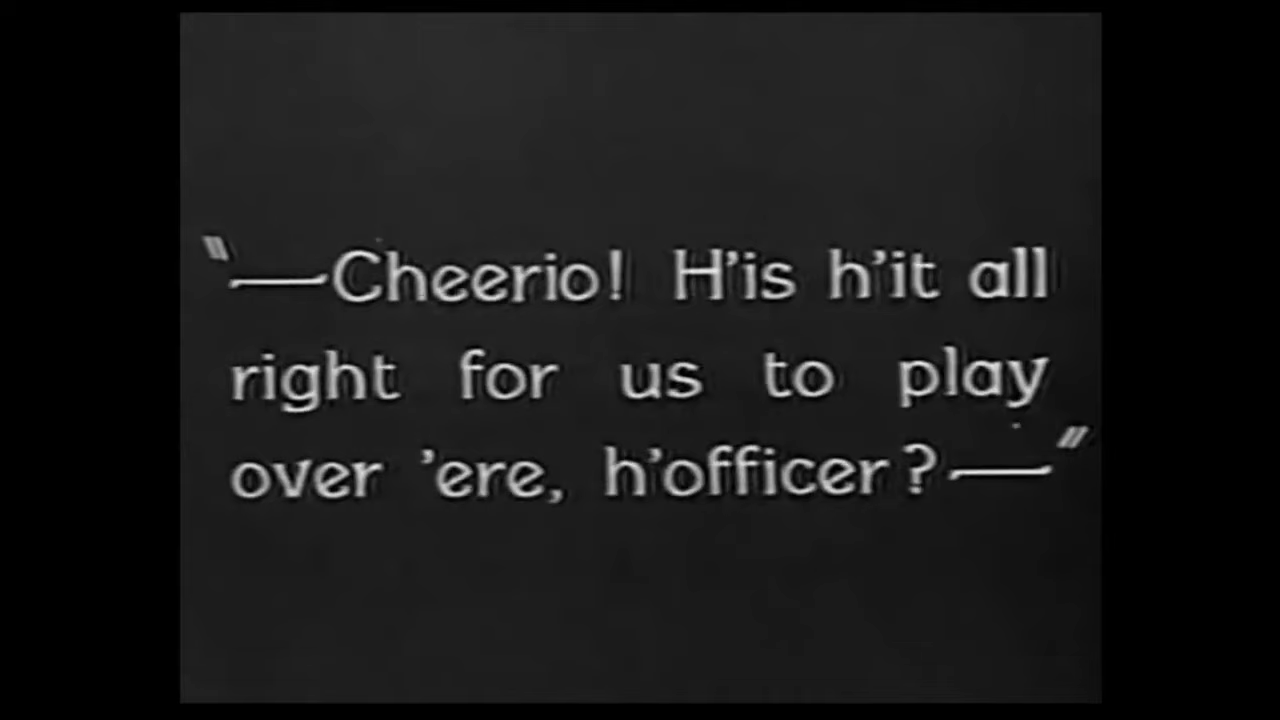 "—Cheerio! H'is h'it all
right for us to play
over 'ere, h'officer?—"